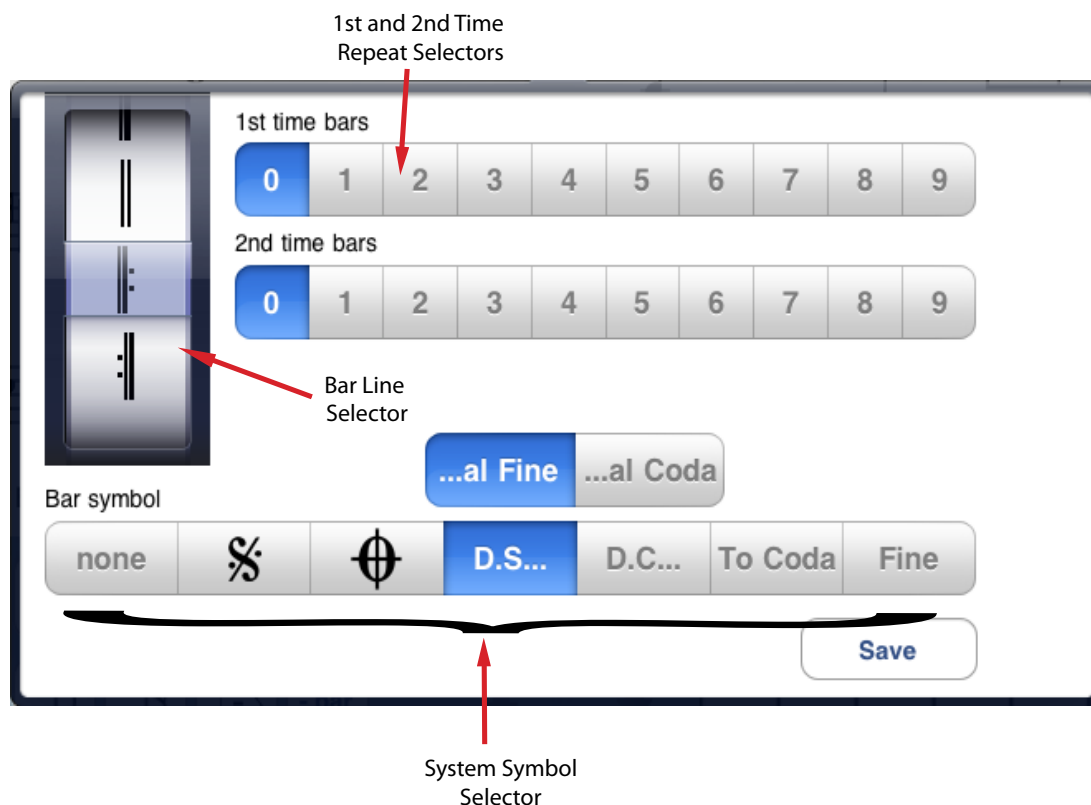 1st and 2nd Time
Repeat Selectors
1st time bars
0 1 2 3 4 5 6 7 8 9
2nd time bars
0 1 2 3 4 5 6 7 8 9
Bar Line
Selector
...al Fine ...al Coda
Bar symbol
none D.S... D.C... To Coda Fine
Save
System Symbol
Selector